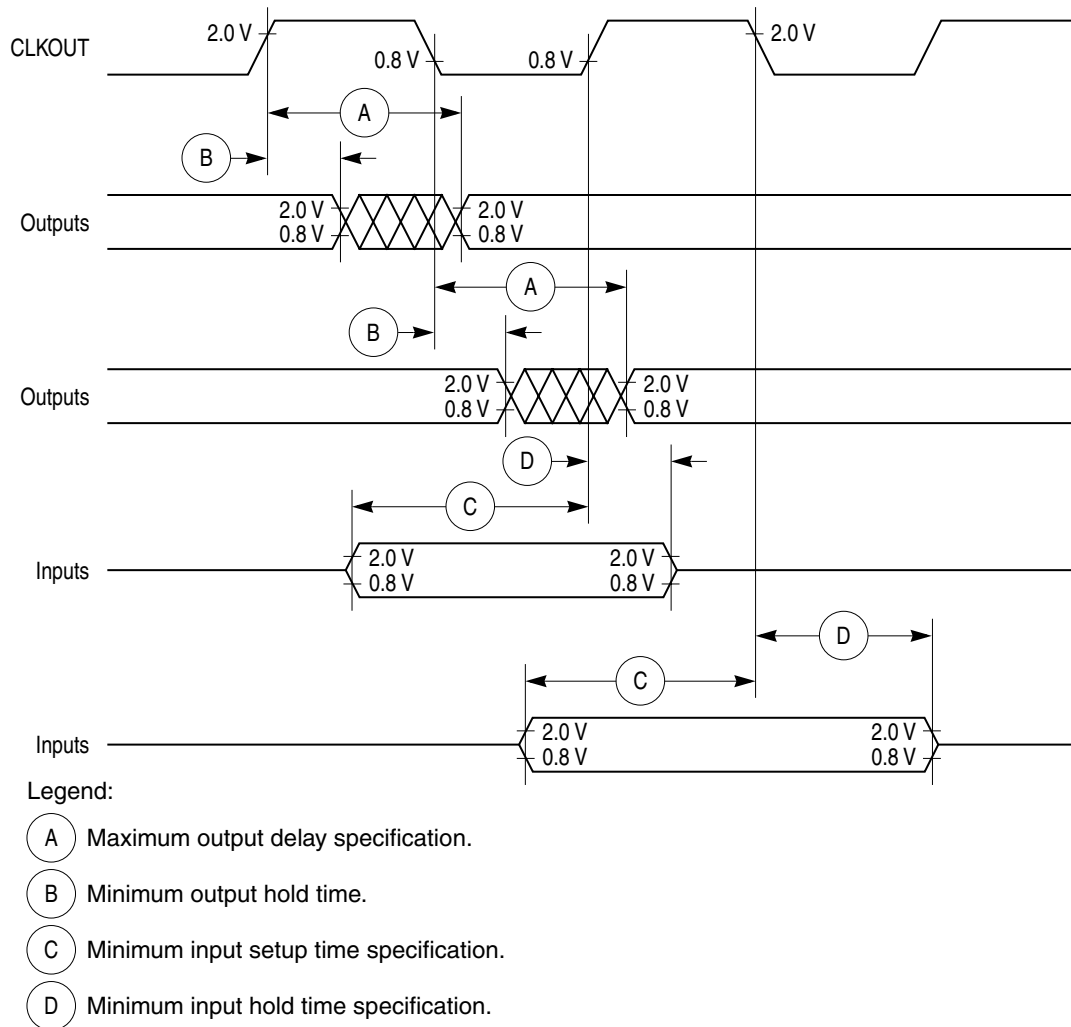 CLKOUT
2.0 V
0.8 V
0.8 V
2.0 V
A
B
Outputs
2.0 V
0.8 V
2.0 V
0.8 V
A
B
Outputs
2.0 V
0.8 V
2.0 V
0.8 V
D
C
Inputs
2.0 V
0.8 V
2.0 V
0.8 V
D
C
Inputs
2.0 V
0.8 V
2.0 V
0.8 V
Legend:
A Maximum output delay specification.
B Minimum output hold time.
C Minimum input setup time specification.
D Minimum input hold time specification.